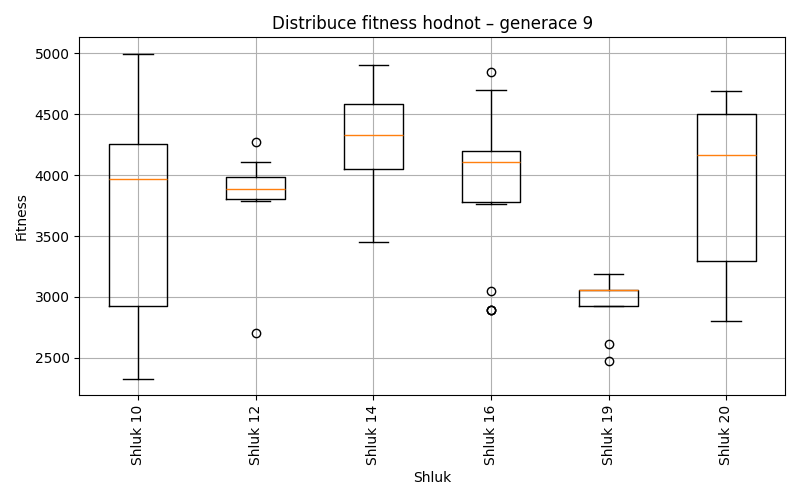 Distribuce fitness hodnot – generace 9
5000
4500
4000
3500
3000
2500
Fitness
Shluk 10
Shluk 12
Shluk 14
Shluk 16
Shluk 19
Shluk 20
Shluk